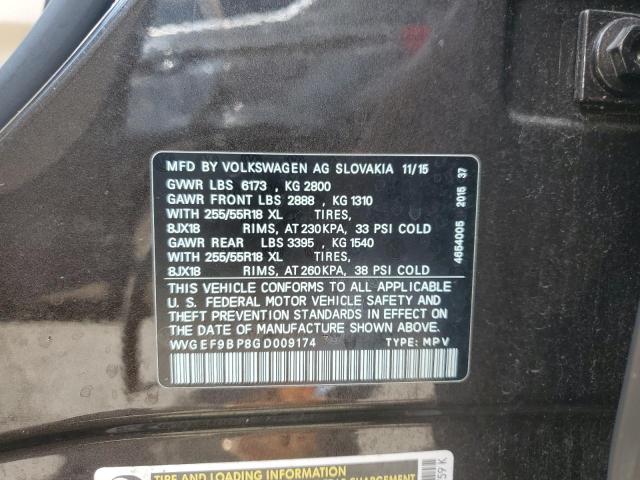 MFD BY VOLKSWAGEN AG SLOVAKIA 11/15
GVWR LBS 6173 , KG 2800
GAWR FRONT LBS 2888 , KG 1310
WITH 255/55R18 XL TIRES,
8JX18 RIMS, AT 230KPA, 33 PSI COLD
GAWR REAR LBS 3395 , KG 1540
WITH 255/55R18 XL TIRES,
8JX18 RIMS, AT 260KPA, 38 PSI COLD
THIS VEHICLE CONFORMS TO ALL APPLICABLE
U. S. FEDERAL MOTOR VEHICLE SAFETY AND
THEFT PREVENTION STANDARDS IN EFFECT ON
THE DATE OF MANUFACTURE SHOWN ABOVE.
WVGEF9BP8GD009174 TYPE: MPV
4654005 2015 37
TIRE AND LOADING INFORMATION
59 K